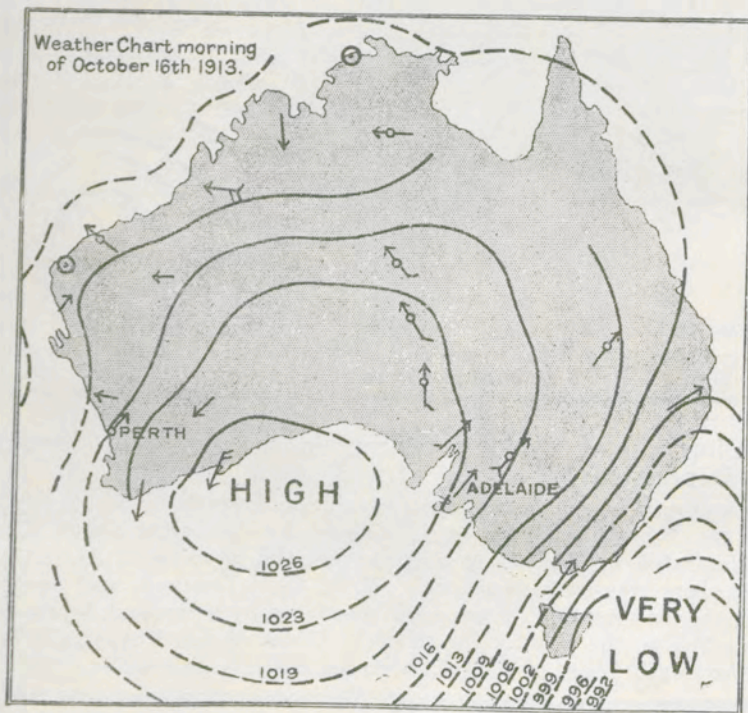 Weather Chart morning
of October 16th 1913.
PERTH
HIGH
ADELAIDE
1026
1023
1019
1016
1013
1009
1006
1002
999
996
992
VERY
LOW